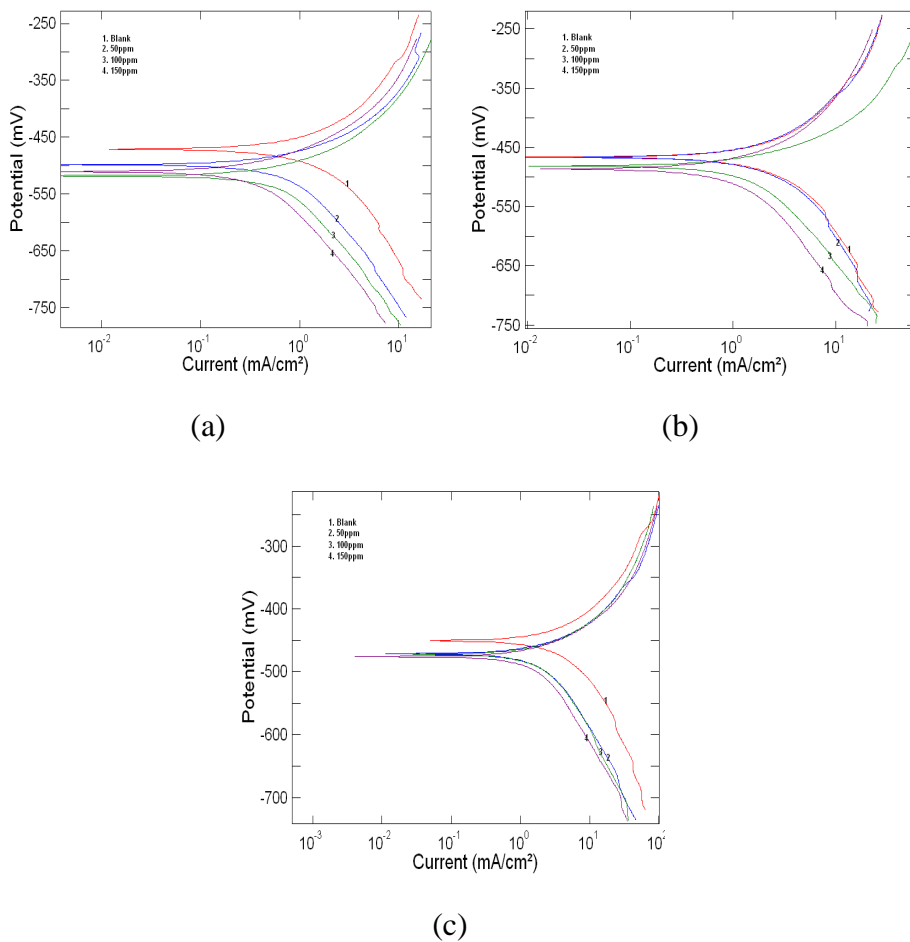 -250
-350
-450
-550
-650
-750
Potential (mV)
1. Blank
2. 50ppm
3. 100ppm
4. 150ppm
1
2
3
4
10⁻² 10⁻¹ 10⁰ 10¹
Current (mA/cm²)
(a)
-250
-350
-450
-550
-650
-750
Potential (mV)
1. Blank
2. 50ppm
3. 100ppm
4. 150ppm
2 1
3
4
10⁻² 10⁻¹ 10⁰ 10¹
Current (mA/cm²)
(b)
-300
-400
-500
-600
-700
Potential (mV)
1. Blank
2. 50ppm
3. 100ppm
4. 150ppm
1
4
3 2
10⁻³ 10⁻² 10⁻¹ 10⁰ 10¹ 10²
Current (mA/cm²)
(c)